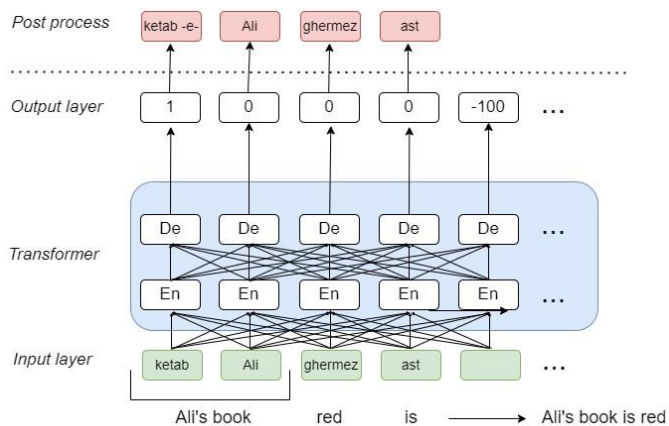 Post process ketab -e- Ali ghermez ast
Output layer 1 0 0 0 -100 ...
De De De De De ...
Transformer
En En En En En ...
Input layer ketab Ali ghermez ast ...
Ali's book red is Ali's book is red